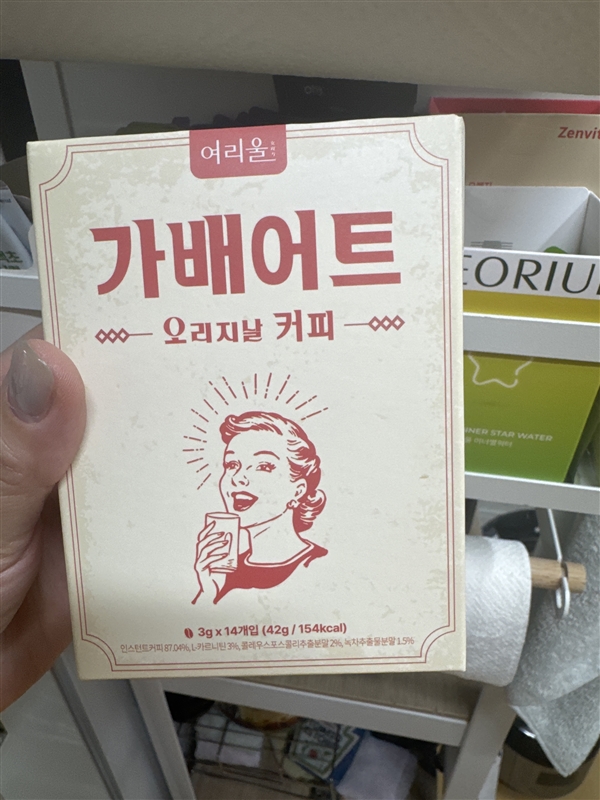 여리울
가배어트
오리지날 커피
3g x 14개입 (42g / 154kcal)
인스턴트커피 87.04%, L-카르니틴 3%, 콜레우스포스콜리추출분말 2%, 녹차추출물분말 1.5%
Zenvit
EORIU
NNER STAR WATER